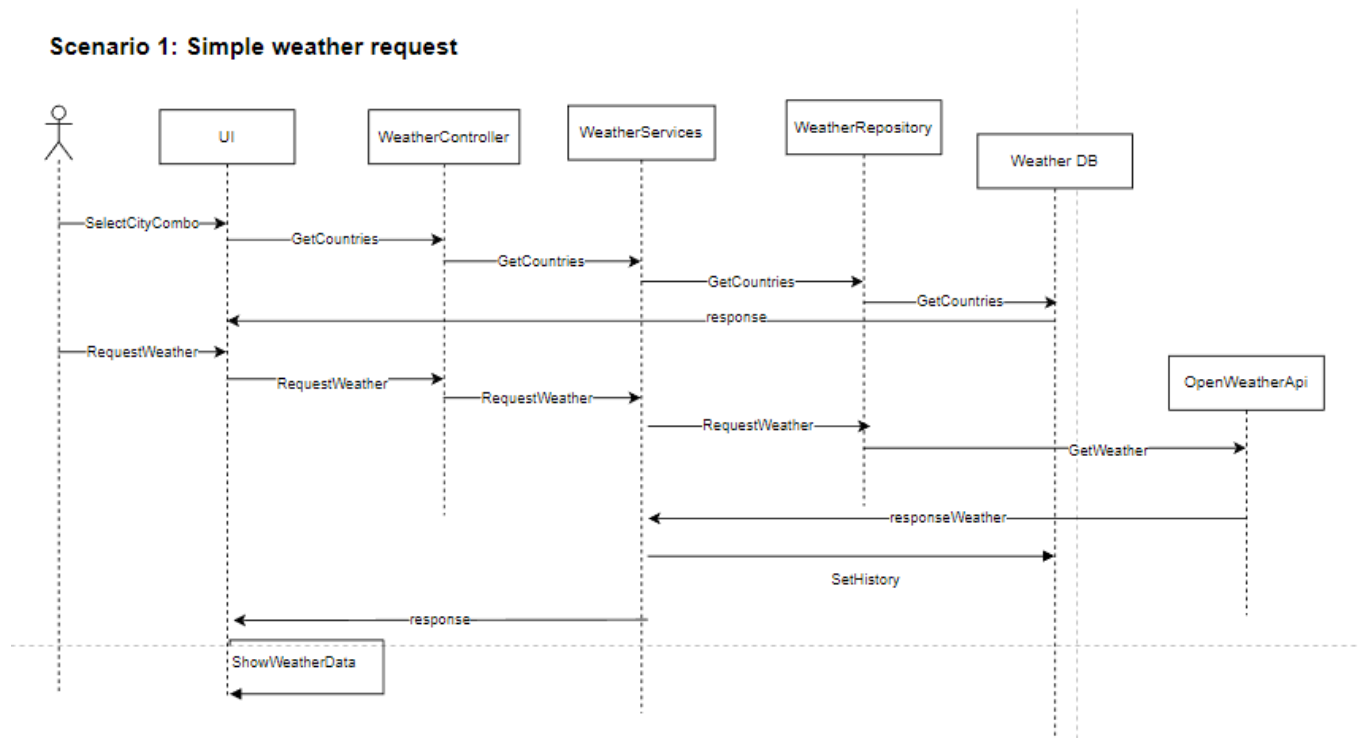 Scenario 1: Simple weather request
UI
WeatherController
WeatherServices
WeatherRepository
Weather DB
SelectCityCombo
GetCountries
GetCountries
GetCountries
GetCountries
response
RequestWeather
RequestWeather
RequestWeather
RequestWeather
OpenWeatherApi
GetWeather
responseWeather
SetHistory
response
ShowWeatherData